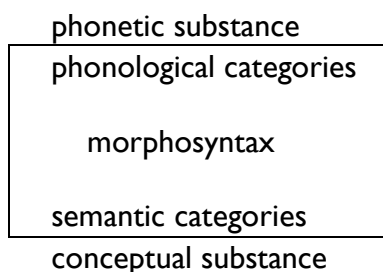 phonetic substance
phonological categories
morphosyntax
semantic categories
conceptual substance